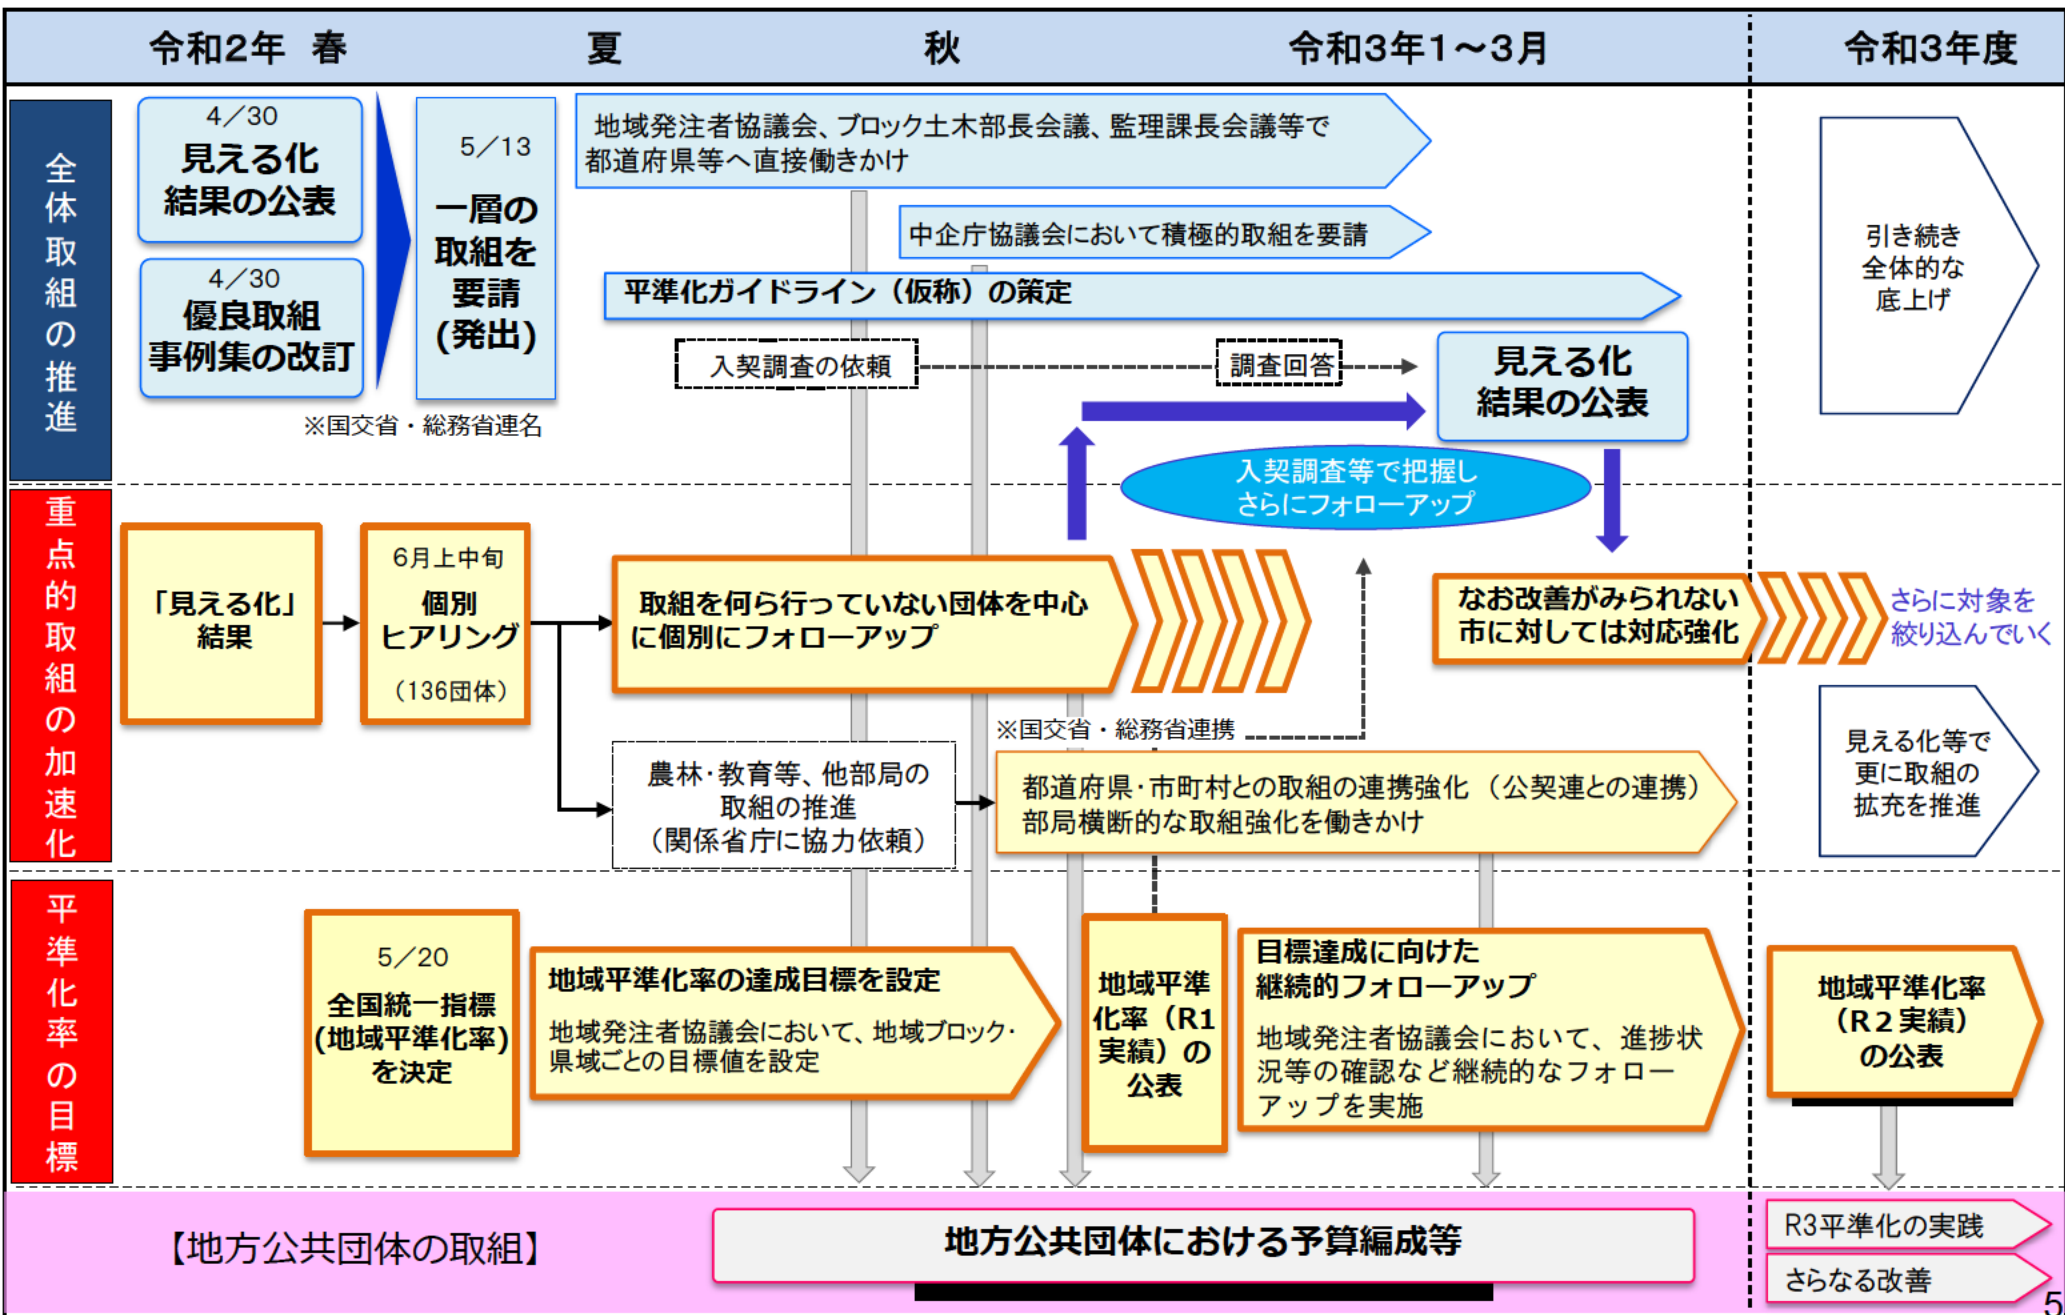 令和2年 春
夏
秋
令和3年1～3月
令和3年度
全体取組の推進
4／30
見える化
結果の公表
4／30
優良取組
事例集の改訂
5／13
一層の
取組を
要請
(発出)
※国交省・総務省連名
地域発注者協議会、ブロック土木部長会議、監理課長会議等で
都道府県等へ直接働きかけ
中企庁協議会において積極的取組を要請
平準化ガイドライン（仮称）の策定
入契調査の依頼
調査回答
見える化
結果の公表
引き続き
全体的な
底上げ
入契調査等で把握し
さらにフォローアップ
重点的取組の加速化
「見える化」
結果
6月上中旬
個別
ヒアリング
（136団体）
取組を何ら行っていない団体を中心
に個別にフォローアップ
なお改善がみられない
市に対しては対応強化
さらに対象を
絞り込んでいく
※国交省・総務省連携
農林・教育等、他部局の
取組の推進
（関係省庁に協力依頼）
都道府県・市町村との取組の連携強化（公契連との連携）
部局横断的な取組強化を働きかけ
見える化等で
更に取組の
拡充を推進
平準化率の目標
5／20
全国統一指標
(地域平準化率)
を決定
地域平準化率の達成目標を設定
地域発注者協議会において、地域ブロック・
県域ごとの目標値を設定
地域平準
化率（R1
実績）の
公表
目標達成に向けた
継続的フォローアップ
地域発注者協議会において、進捗状
況等の確認など継続的なフォロー
アップを実施
地域平準化率
（R２実績）
の公表
【地方公共団体の取組】
地方公共団体における予算編成等
R3平準化の実践
さらなる改善
5